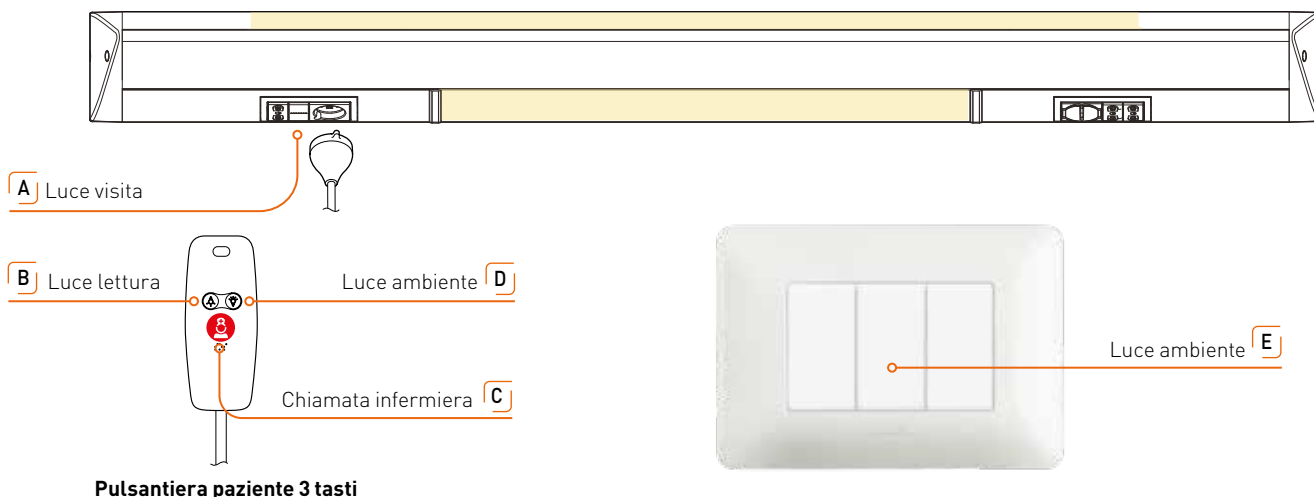 A Luce visita
B Luce lettura
Luce ambiente D
Luce ambiente E
Chiamata infermiera C
Pulsantiera paziente 3 tasti